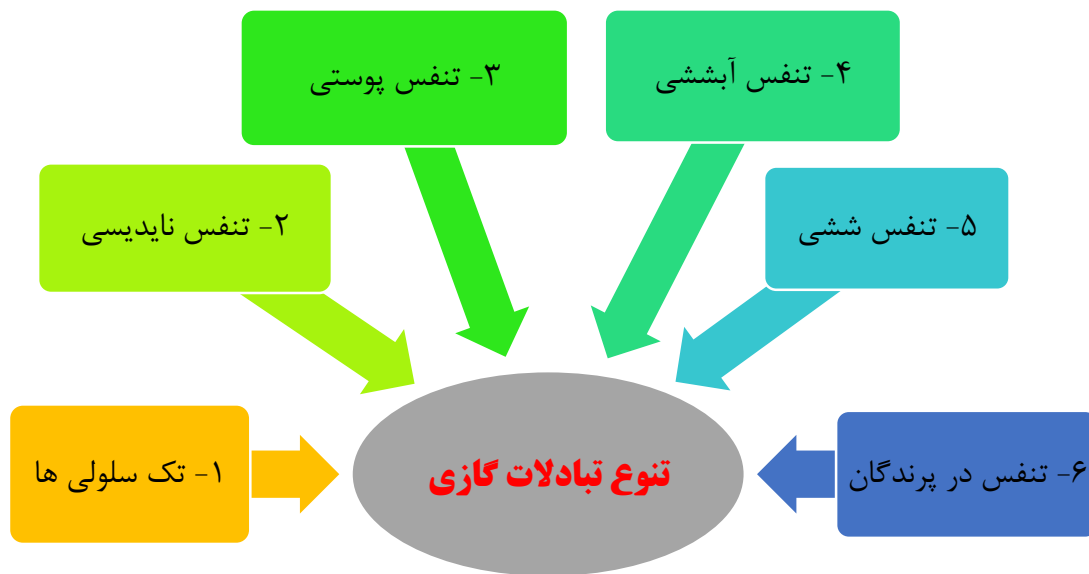 ۱- تک سلولی ها
۲- تنفس نایدیسی
۳- تنفس پوستی
۴- تنفس آبششی
۵- تنفس ششی
۶- تنفس در پرندگان
تنوع تبادلات گازی